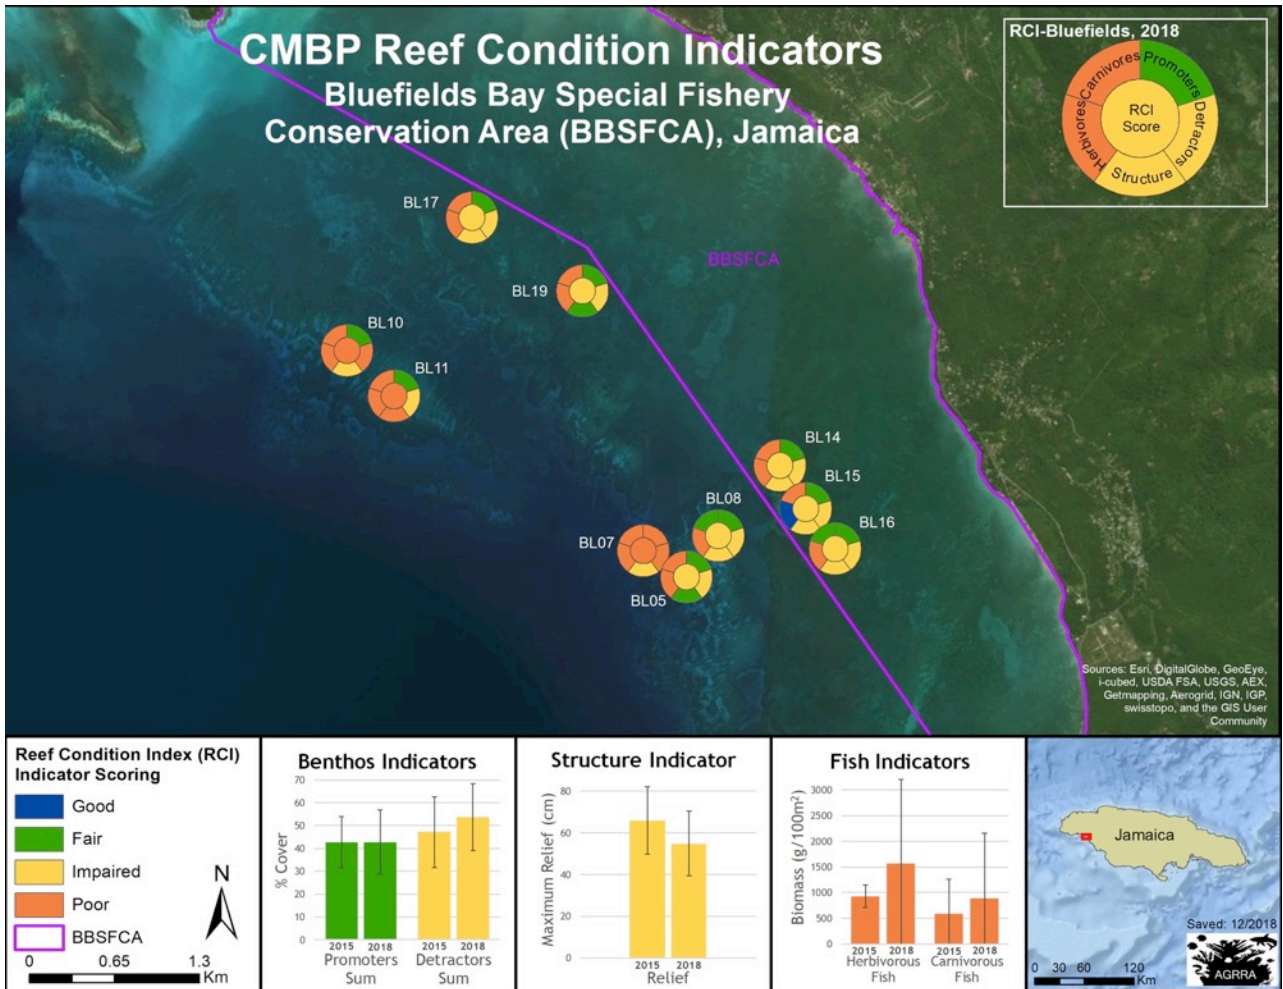 CMBP Reef Condition Indicators
Bluefields Bay Special Fishery
Conservation Area (BBSFCA), Jamaica
RCI-Bluefields, 2018
Carnivores
Promoters
Detractors
Structure
Herbivores
RCI
Score
BBSFCA
BL17
BL19
BL10
BL11
BL14
BL15
BL08
BL16
BL07
BL05
Sources: Esri, DigitalGlobe, GeoEye,
i-cubed, USDA FSA, USGS, AEX,
Getmapping, Aerogrid, IGN, IGP,
swisstopo, and the GIS User
Community
Reef Condition Index (RCI)
Indicator Scoring
Good
Fair
Impaired
Poor
BBSFCA
N
0 0.65 1.3
Km
Benthos Indicators
% Cover
70
60
50
40
30
20
10
0
2015 2018 2015 2018
Promoters Detractors
Sum Sum
Structure Indicator
Maximum Relief (cm)
80
60
40
20
0
2015 2018
Relief
Fish Indicators
Biomass (g/100m²)
3000
2500
2000
1500
1000
500
0
2015 2018 2015 2018
Herbivorous Carnivorous
Fish Fish
Jamaica
Saved: 12/2018
0 30 60 120
Km
AGRRA